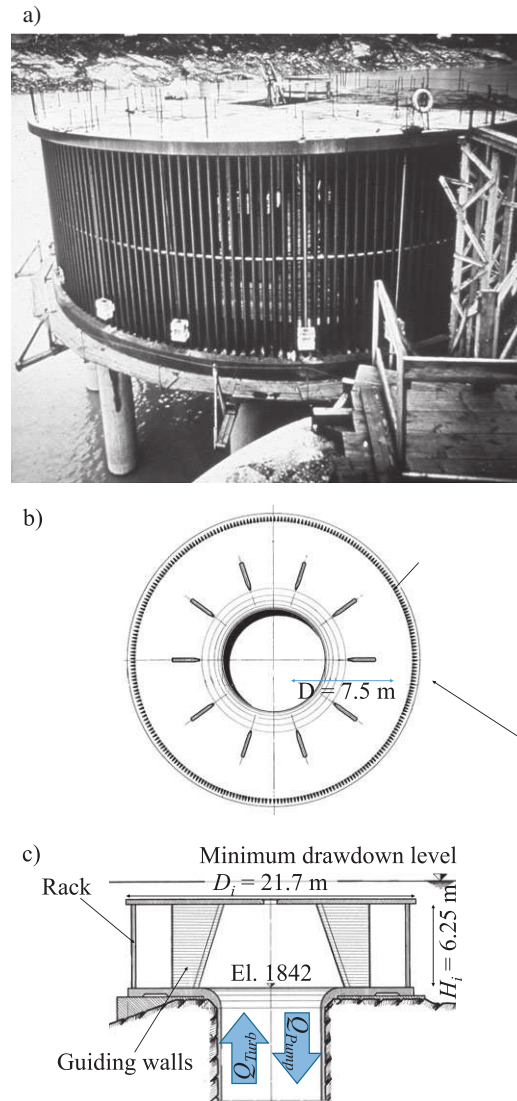 a)
b)
D = 7.5 m
c)
Minimum drawdown level
D_i = 21.7 m
Rack
H_i = 6.25 m
El. 1842
Q_Turb
Q_Pump
Guiding walls